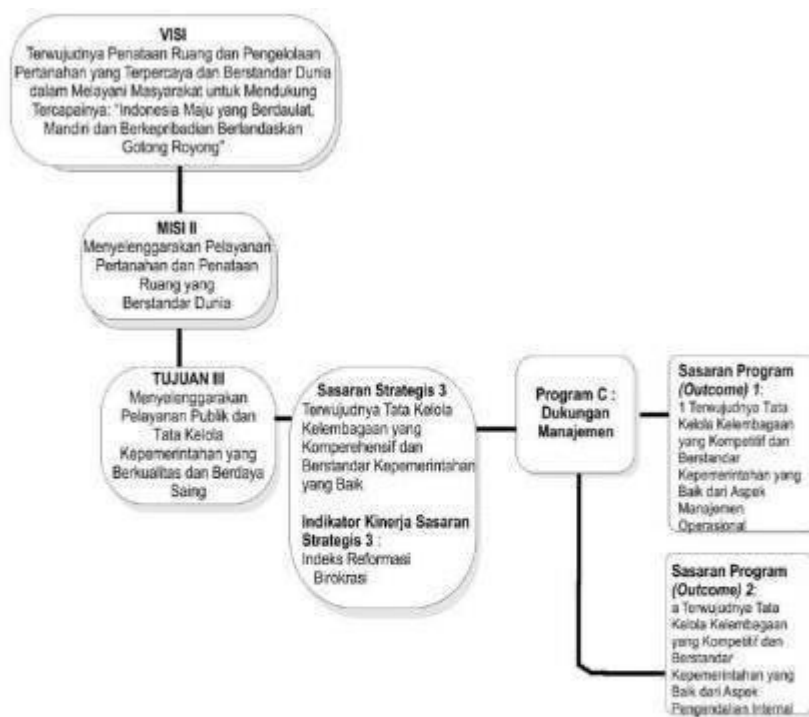 VISI
Terwujudnya Penataan Ruang dan Pengelolaan
Pertanahan yang Terpercaya dan Berstandar Dunia
dalam Melayani Masyarakat untuk Mendukung
Tercapainya: "Indonesia Maju yang Berdaulat,
Mandiri dan Berkepribadian Berlandaskan
Gotong Royong"
MISI II
Menyelenggarakan Pelayanan
Pertanahan dan Penataan
Ruang yang
Berstandar Dunia
TUJUAN III
Menyelenggarakan
Pelayanan Publik dan
Tata Kelola
Kepemerintahan yang
Berkualitas dan Berdaya
Saing
Sasaran Strategis 3
Terwujudnya Tata Kelola
Kelembagaan yang
Komperehensif dan
Berstandar Kepemerintahan
yang Baik
Indikator Kinerja Sasaran
Strategis 3 :
Indeks Reformasi
Birokrasi
Program C :
Dukungan
Manajemen
Sasaran Program
(Outcome) 1:
1 Terwujudnya Tata
Kelola Kelembagaan
yang Kompetitif dan
Berstandar
Kepemerintahan yang
Baik dari Aspek
Manajemen
Operasional
Sasaran Program
(Outcome) 2:
a Terwujudnya Tata
Kelola Kelembagaan
yang Kompetitif dan
Berstandar
Kepemerintahan yang
Baik dari Aspek
Pengendalian Internal